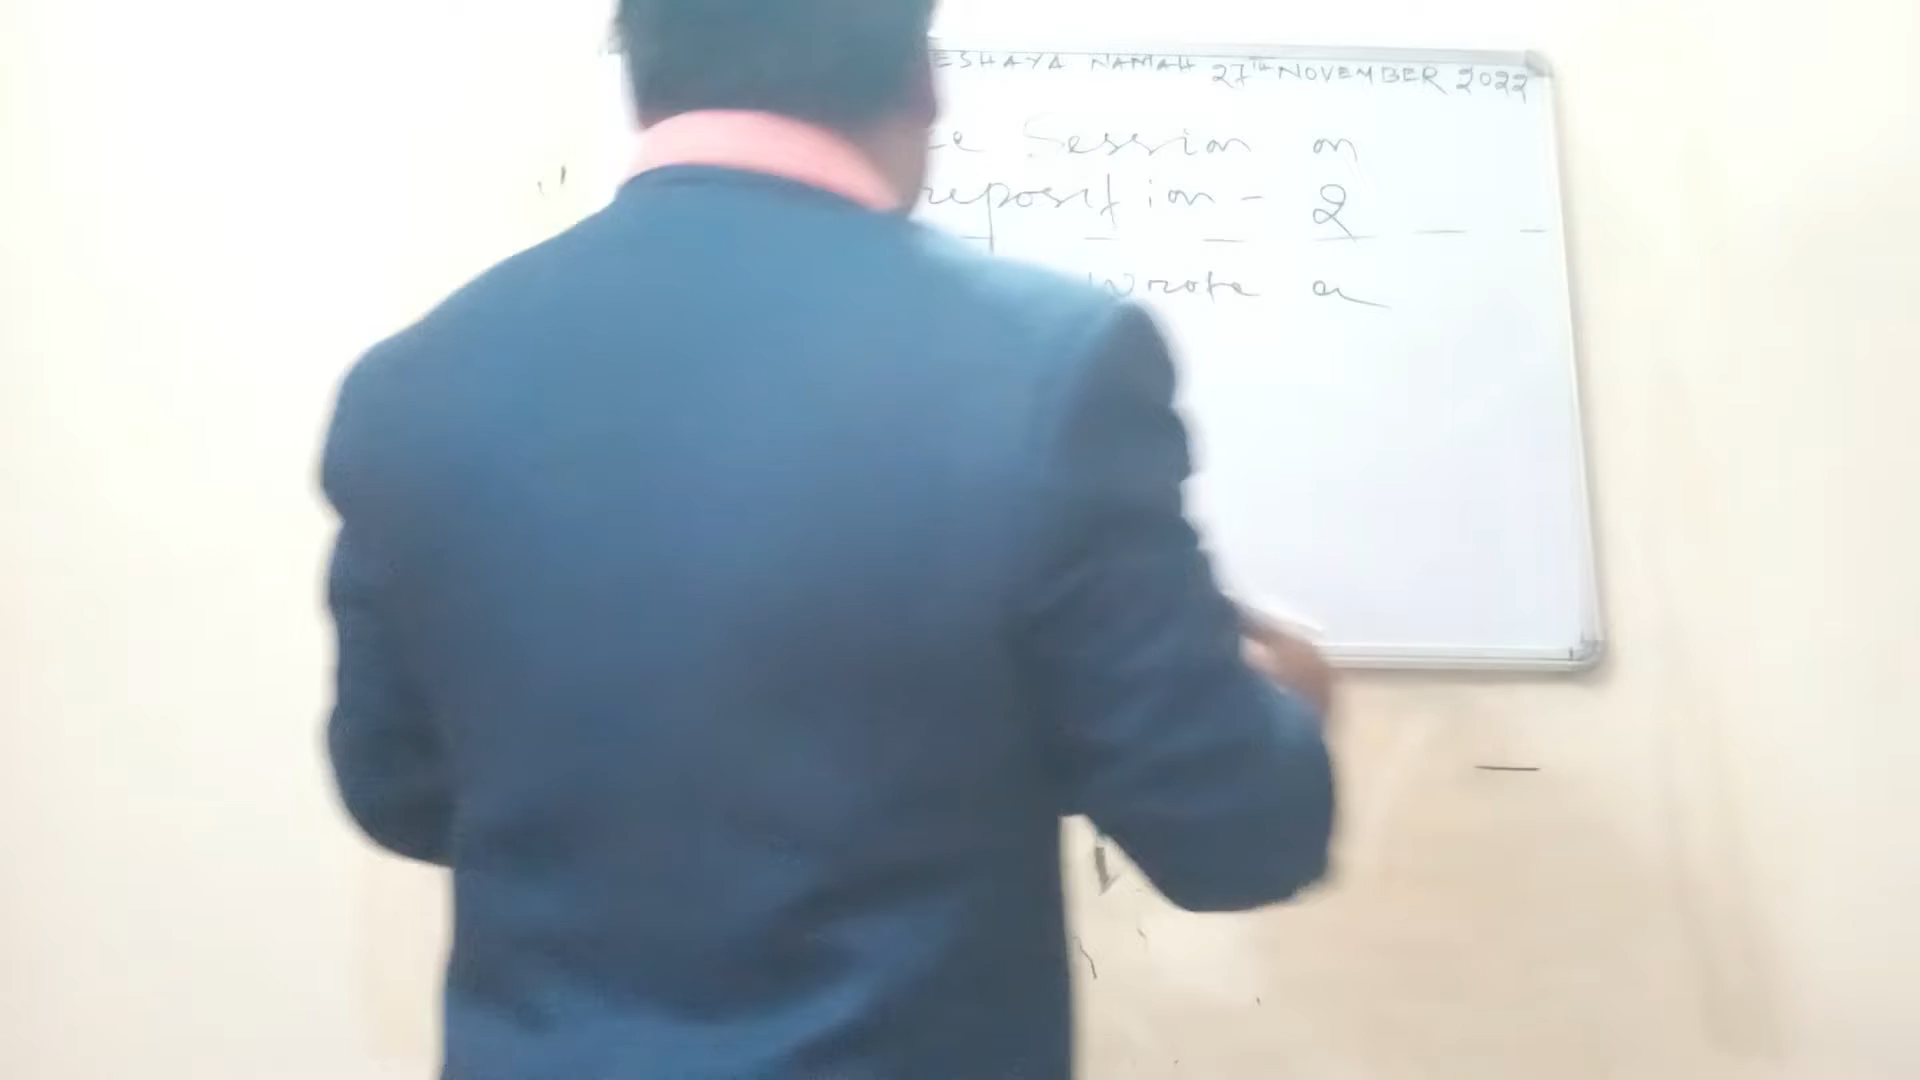 ESHAYA NAMAH 27TH NOVEMBER 2022
Session on
reposition - 2
Wrote a